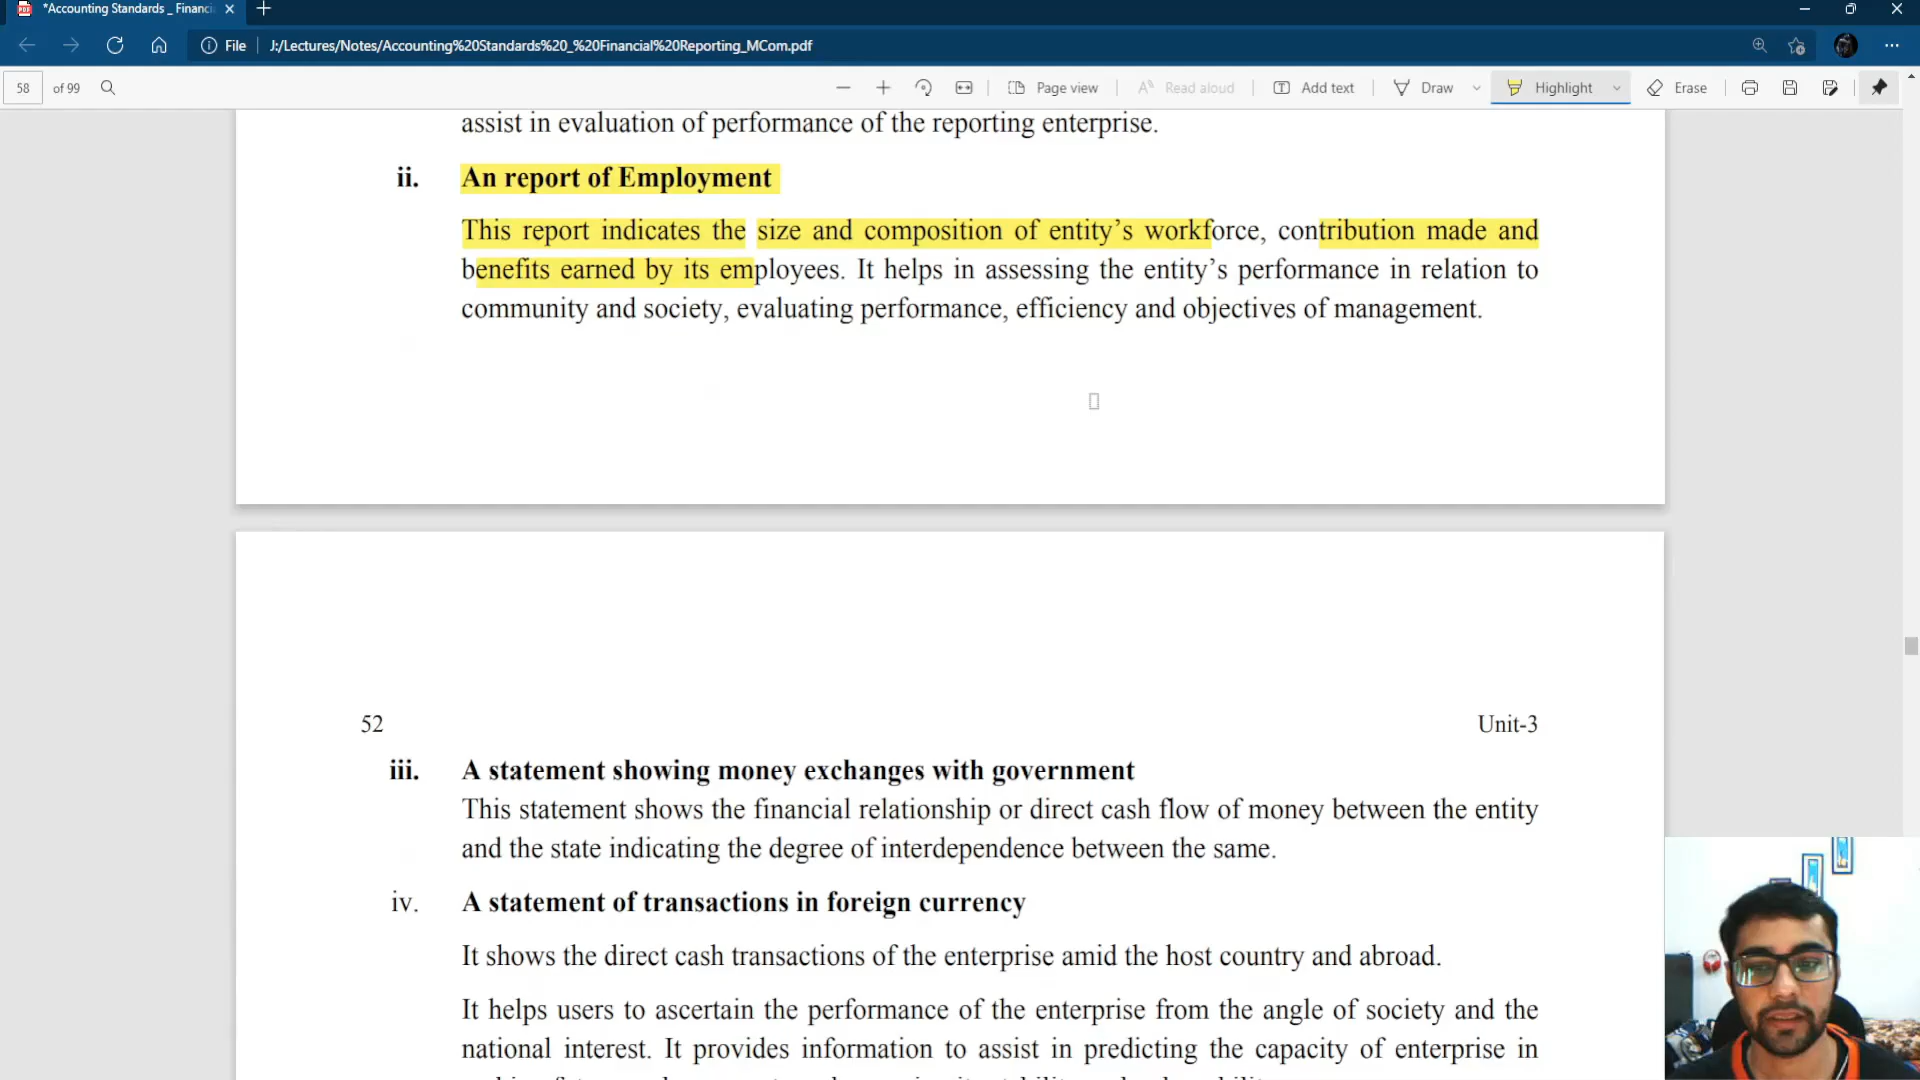 *Accounting Standards _ Financi
File J:/Lectures/Notes/Accounting%20Standards%20_%20Financial%20Reporting_MCom.pdf
58 of 99 Page view Read aloud Add text Draw Highlight Erase
assist in evaluation of performance of the reporting enterprise.
ii. An report of Employment
This report indicates the size and composition of entity’s workforce, contribution made and
benefits earned by its employees. It helps in assessing the entity’s performance in relation to
community and society, evaluating performance, efficiency and objectives of management.
52 Unit-3
iii. A statement showing money exchanges with government
This statement shows the financial relationship or direct cash flow of money between the entity
and the state indicating the degree of interdependence between the same.
iv. A statement of transactions in foreign currency
It shows the direct cash transactions of the enterprise amid the host country and abroad.
It helps users to ascertain the performance of the enterprise from the angle of society and the
national interest. It provides information to assist in predicting the capacity of enterprise in